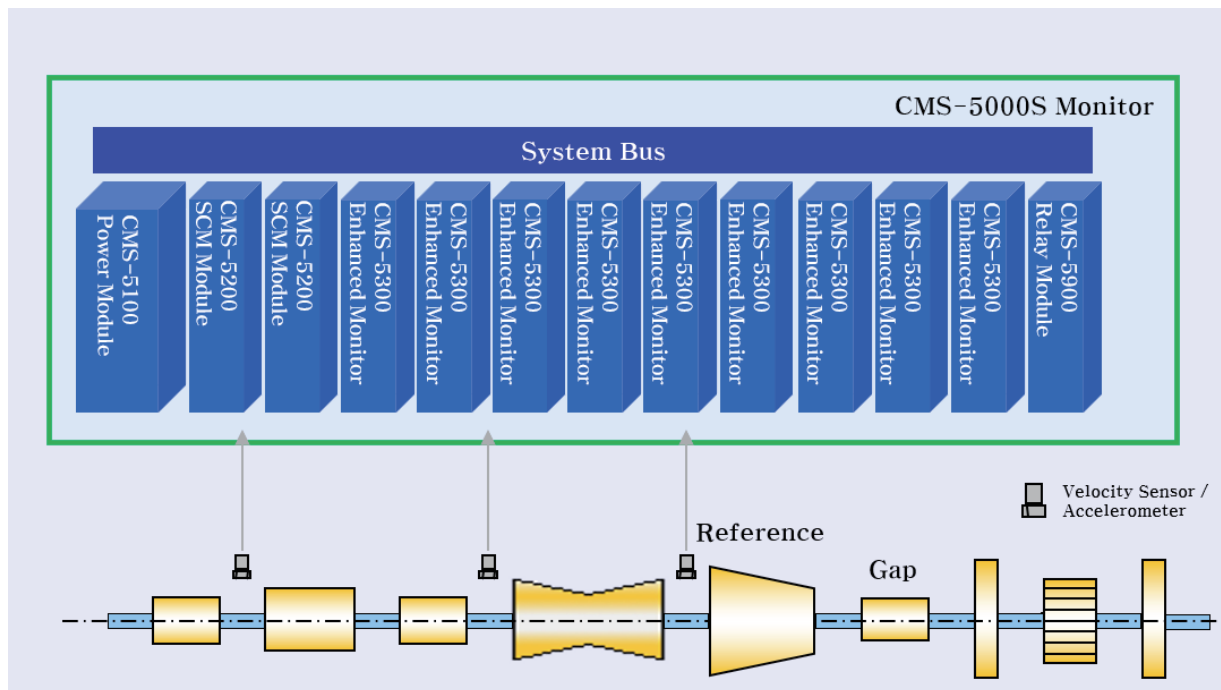 CMS-5000S Monitor
System Bus
CMS-5100
Power Module
CMS-5200
SCM Module
CMS-5200
SCM Module
CMS-5300
Enhanced Monitor
CMS-5300
Enhanced Monitor
CMS-5300
Enhanced Monitor
CMS-5300
Enhanced Monitor
CMS-5300
Enhanced Monitor
CMS-5300
Enhanced Monitor
CMS-5300
Enhanced Monitor
CMS-5300
Enhanced Monitor
CMS-5300
Enhanced Monitor
CMS-5900
Relay Module
Velocity Sensor /
Accelerometer
Reference
Gap